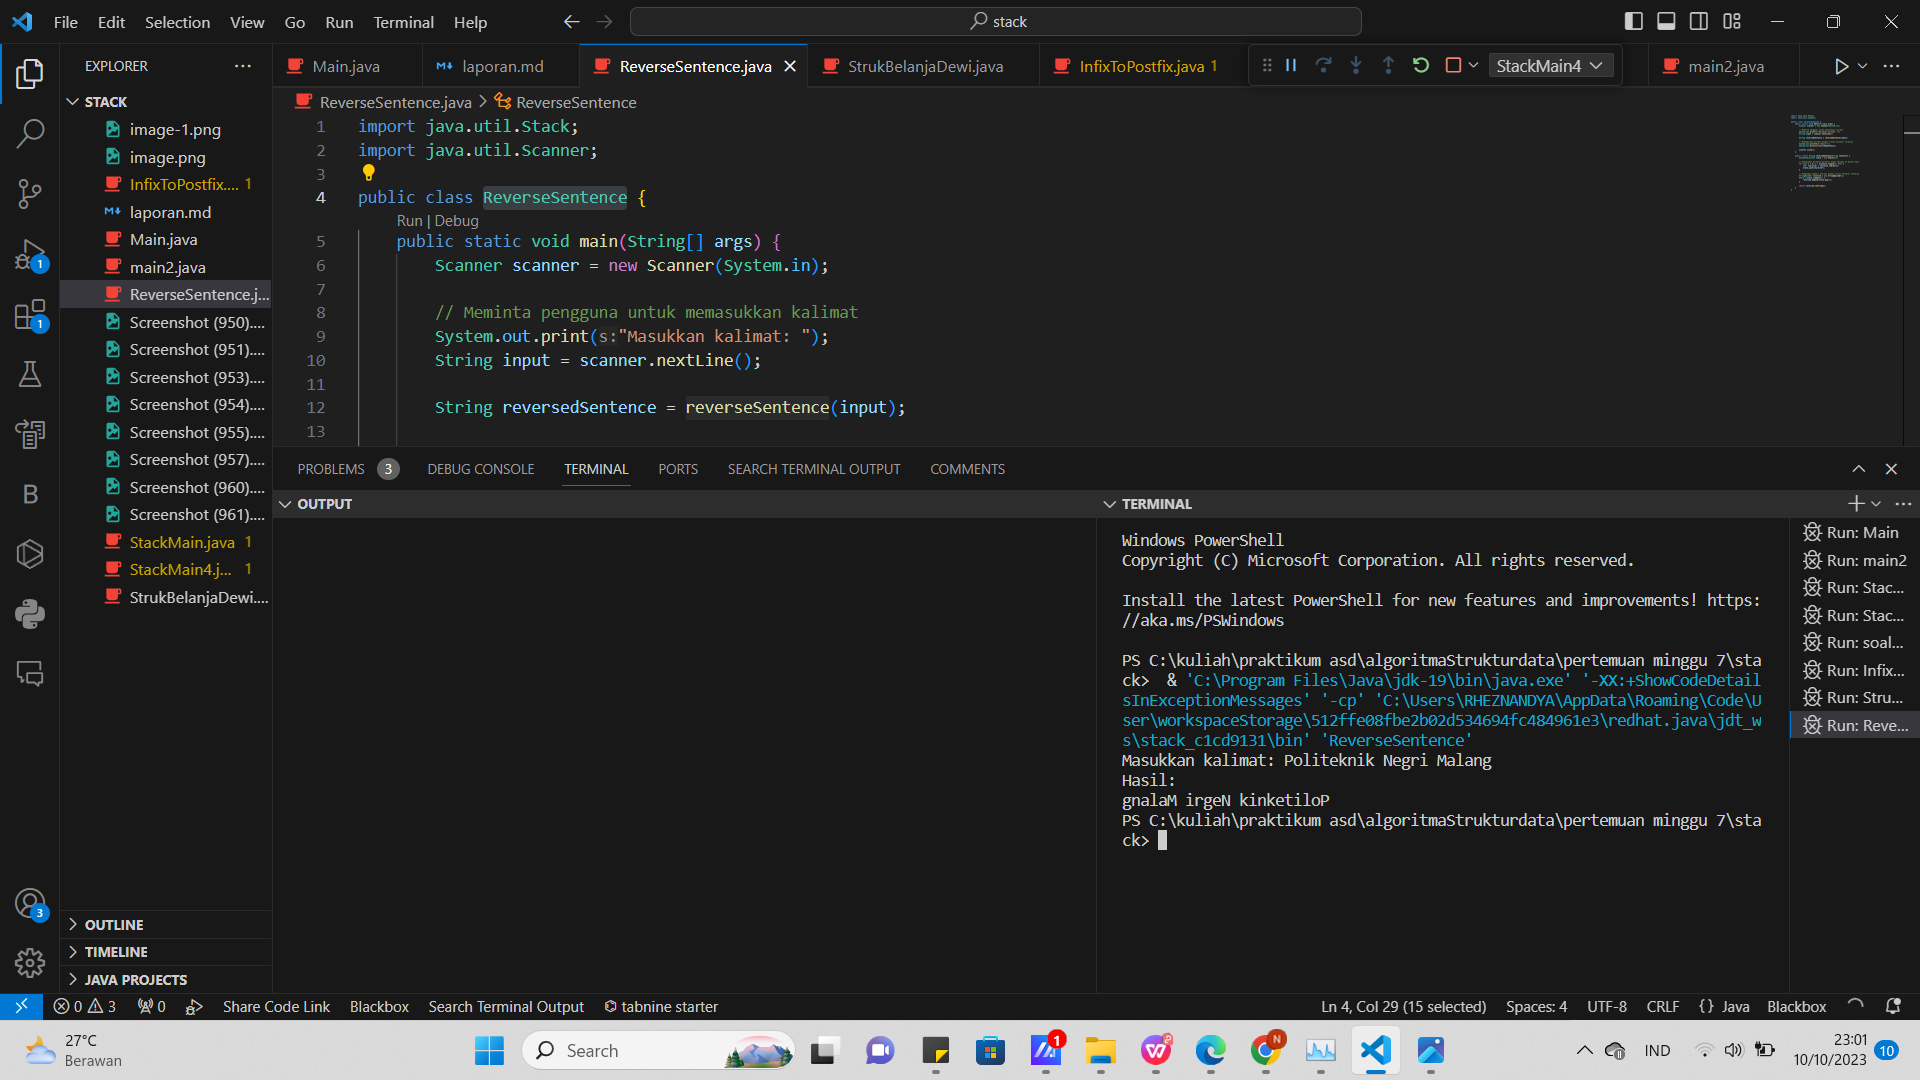 File Edit Selection View Go Run Terminal Help
stack
EXPLORER
STACK
image-1.png
image.png
InfixToPostfix.... 1
laporan.md
Main.java
main2.java
ReverseSentence.j...
Screenshot (950)....
Screenshot (951)....
Screenshot (953)....
Screenshot (954)....
Screenshot (955)....
Screenshot (957)....
Screenshot (960)....
Screenshot (961)....
StackMain.java 1
StackMain4.j... 1
StrukBelanjaDewi....
OUTLINE
TIMELINE
JAVA PROJECTS
1
1
B
3
Main.java laporan.md ReverseSentence.java StrukBelanjaDewi.java InfixToPostfix.java 1 StackMain4 main2.java
ReverseSentence.java > ReverseSentence
1 import java.util.Stack;
2 import java.util.Scanner;
3
4 public class ReverseSentence {
Run | Debug
5 public static void main(String[] args) {
6 Scanner scanner = new Scanner(System.in);
7
8 // Meminta pengguna untuk memasukkan kalimat
9 System.out.print(s:"Masukkan kalimat: ");
10 String input = scanner.nextLine();
11
12 String reversedSentence = reverseSentence(input);
13
PROBLEMS 3 DEBUG CONSOLE TERMINAL PORTS SEARCH TERMINAL OUTPUT COMMENTS
OUTPUT
TERMINAL
Windows PowerShell
Copyright (C) Microsoft Corporation. All rights reserved.
Install the latest PowerShell for new features and improvements! https:
//aka.ms/PSWindows
PS C:\kuliah\praktikum asd\algoritmaStrukturdata\pertemuan minggu 7\sta
ck>  & 'C:\Program Files\Java\jdk-19\bin\java.exe' '-XX:+ShowCodeDetail
sInExceptionMessages' '-cp' 'C:\Users\RHEZNANDYA\AppData\Roaming\Code\U
ser\workspaceStorage\512ffe08fbe2b02d534694fc484961e3\redhat.java\jdt_w
s\stack_c1cd9131\bin' 'ReverseSentence'
Masukkan kalimat: Politeknik Negri Malang
Hasil:
gnalaM irgeN kinketiloP
PS C:\kuliah\praktikum asd\algoritmaStrukturdata\pertemuan minggu 7\sta
ck>
Run: Main
Run: main2
Run: Stac...
Run: Stac...
Run: soal...
Run: Infix...
Run: Stru...
Run: Reve...
0 3 0 Share Code Link Blackbox Search Terminal Output tabnine starter Ln 4, Col 29 (15 selected) Spaces: 4 UTF-8 CRLF {} Java Blackbox
27°C
Berawan
Search
1
N
IND
23:01
10/10/2023
10